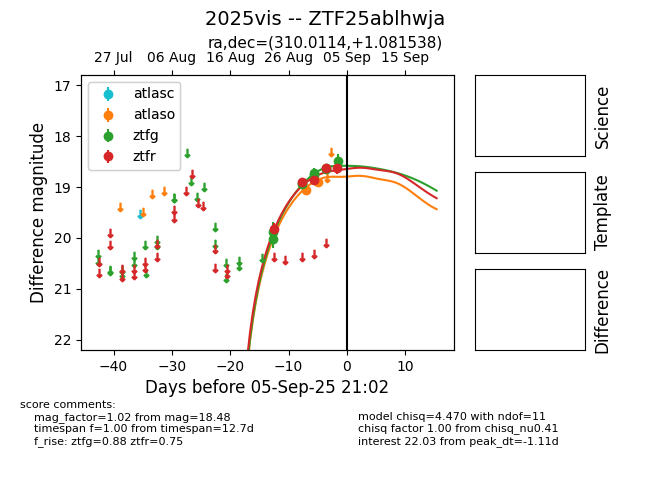 2025vis -- ZTF25ablhwja
ra,dec=(310.0114,+1.081538)
27 Jul 06 Aug 16 Aug 26 Aug 05 Sep 15 Sep
17
18
19
20
21
22
Difference magnitude
atlasc
atlaso
ztfg
ztfr
−40 −30 −20 −10 0 10
Days before 05-Sep-25 21:02
Science
Template
Difference
score comments:
mag_factor=1.02 from mag=18.48
timespan f=1.00 from timespan=12.7d
f_rise: ztfg=0.88 ztfr=0.75
model chisq=4.470 with ndof=11
chisq factor 1.00 from chisq_nu0.41
interest 22.03 from peak_dt=-1.11d